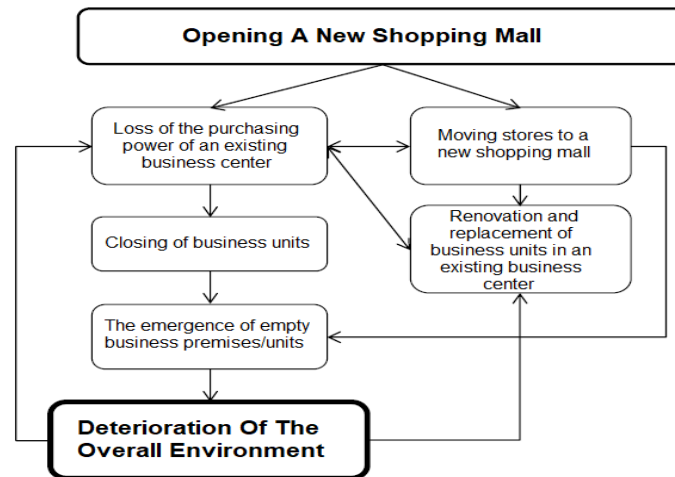 Opening A New Shopping Mall
Loss of the purchasing
power of an existing
business center
Moving stores to a
new shopping mall
Closing of business units
Renovation and
replacement of
business units in an
existing business
center
The emergence of empty
business premises/units
Deterioration Of The
Overall Environment